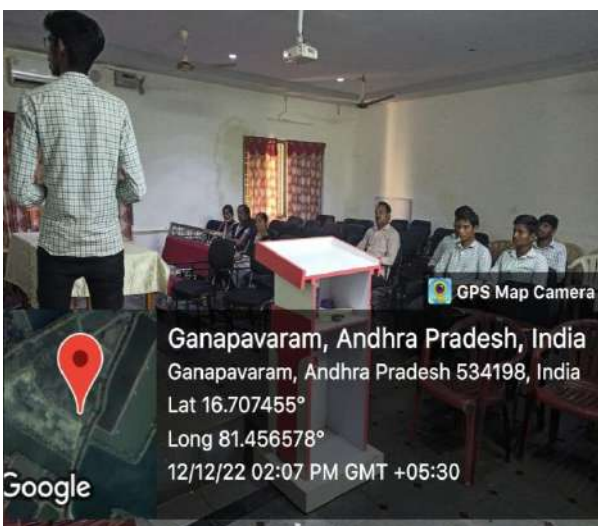 GPS Map Camera
Ganapavaram, Andhra Pradesh, India
Ganapavaram, Andhra Pradesh 534198, India
Lat 16.707455°
Long 81.456578°
12/12/22 02:07 PM GMT +05:30
Google